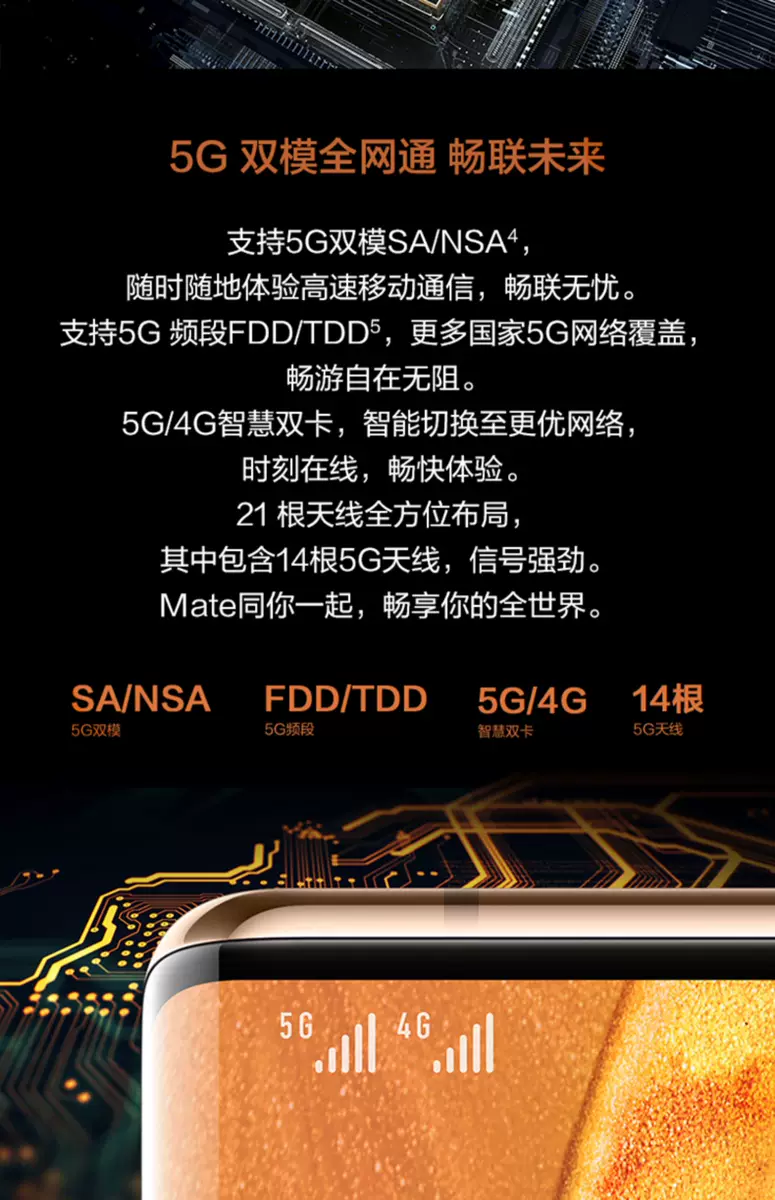 5G 双模全网通 畅联未来
支持5G双模SA/NSA⁴，
随时随地体验高速移动通信，畅联无忧。
支持5G 频段FDD/TDD⁵，更多国家5G网络覆盖，
畅游自在无阻。
5G/4G智慧双卡，智能切换至更优网络，
时刻在线，畅快体验。
21 根天线全方位布局，
其中包含14根5G天线，信号强劲。
Mate同你一起，畅享你的全世界。
SA/NSA FDD/TDD 5G/4G 14根
5G双模 5G频段 智慧双卡 5G天线
5G 4G